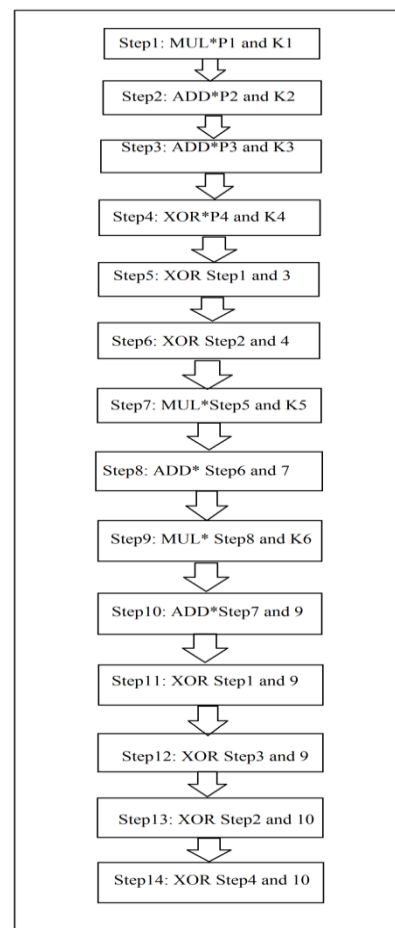 Step1: MUL*P1 and K1
Step2: ADD*P2 and K2
Step3: ADD*P3 and K3
Step4: XOR*P4 and K4
Step5: XOR Step1 and 3
Step6: XOR Step2 and 4
Step7: MUL*Step5 and K5
Step8: ADD* Step6 and 7
Step9: MUL* Step8 and K6
Step10: ADD*Step7 and 9
Step11: XOR Step1 and 9
Step12: XOR Step3 and 9
Step13: XOR Step2 and 10
Step14: XOR Step4 and 10